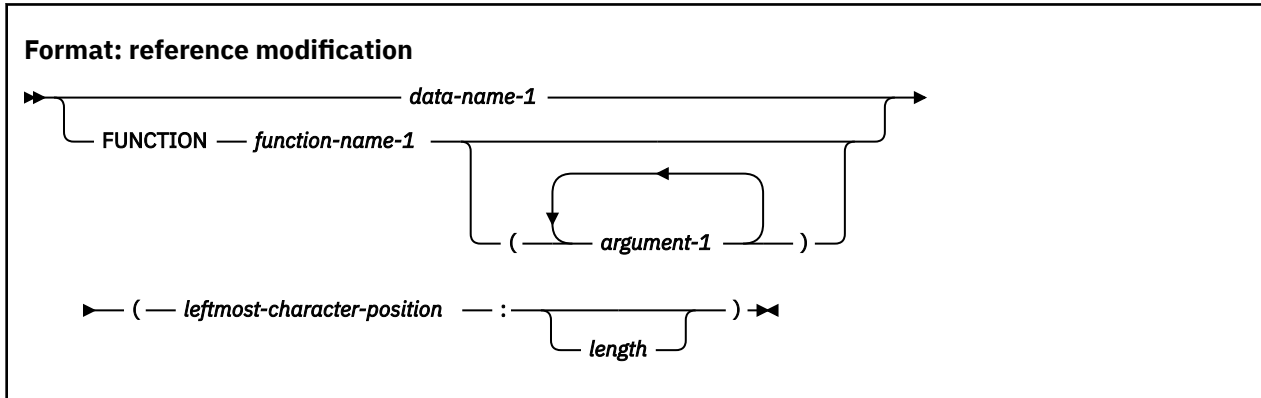 Format: reference modification
data-name-1
FUNCTION function-name-1
( argument-1 )
( leftmost-character-position : )
length